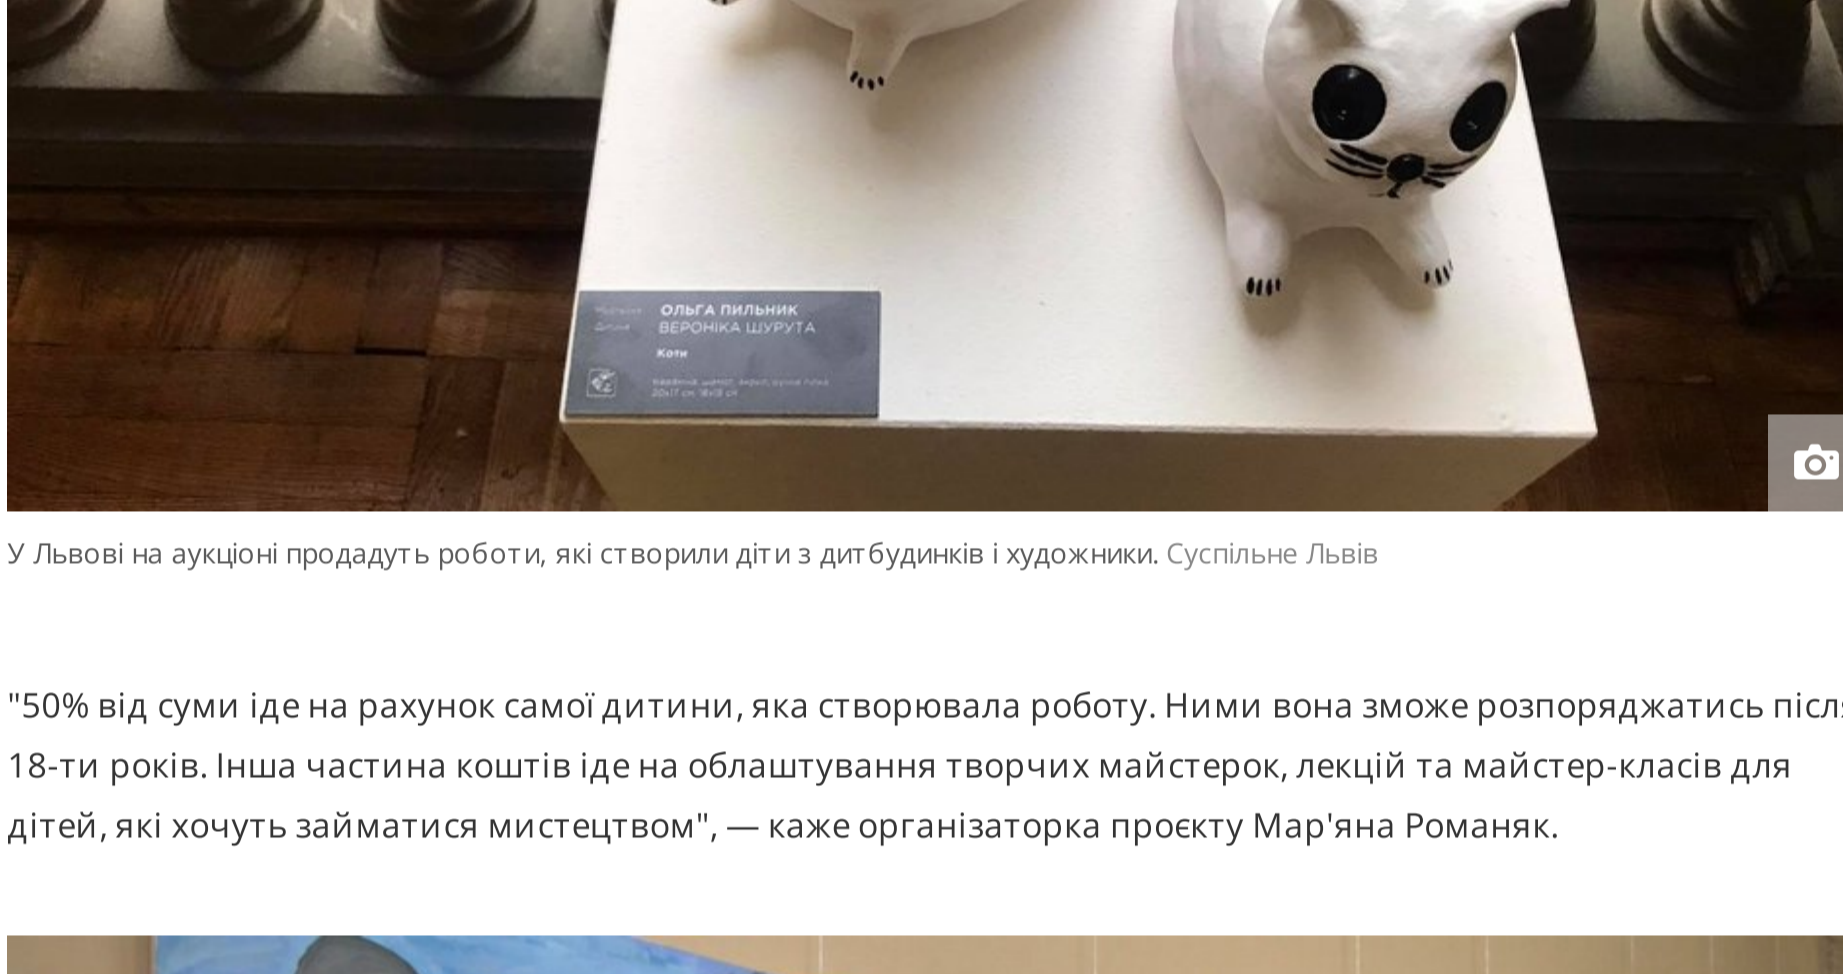 ОЛЬГА ПИЛЬНИК
ВЕРОНІКА ШУРУТА
Коти
У Львові на аукціоні продадуть роботи, які створили діти з дитбудинків і художники. Суспільне Львів
"50% від суми іде на рахунок самої дитини, яка створювала роботу. Ними вона зможе розпоряджатись
18-ти років. Інша частина коштів іде на облаштування творчих майстерок, лекцій та майстер-класів для
дітей, які хочуть займатися мистецтвом", — каже організаторка проєкту Мар'яна Романяк.